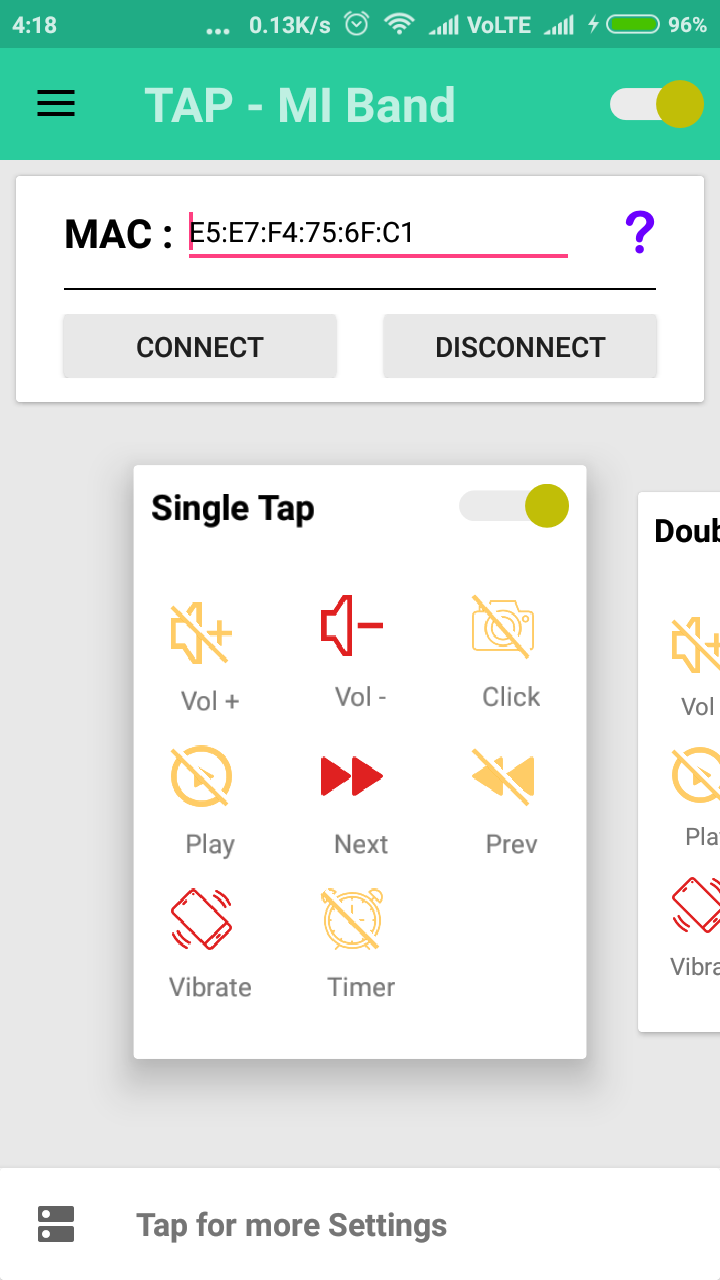 4:18 ... 0.13K/s VoLTE 96%
TAP - MI Band
MAC : E5:E7:F4:75:6F:C1 ?
CONNECT DISCONNECT
Single Tap
Vol + Vol - Click
Play Next Prev
Vibrate Timer
Doub
Vol
Pla
Vibra
Tap for more Settings